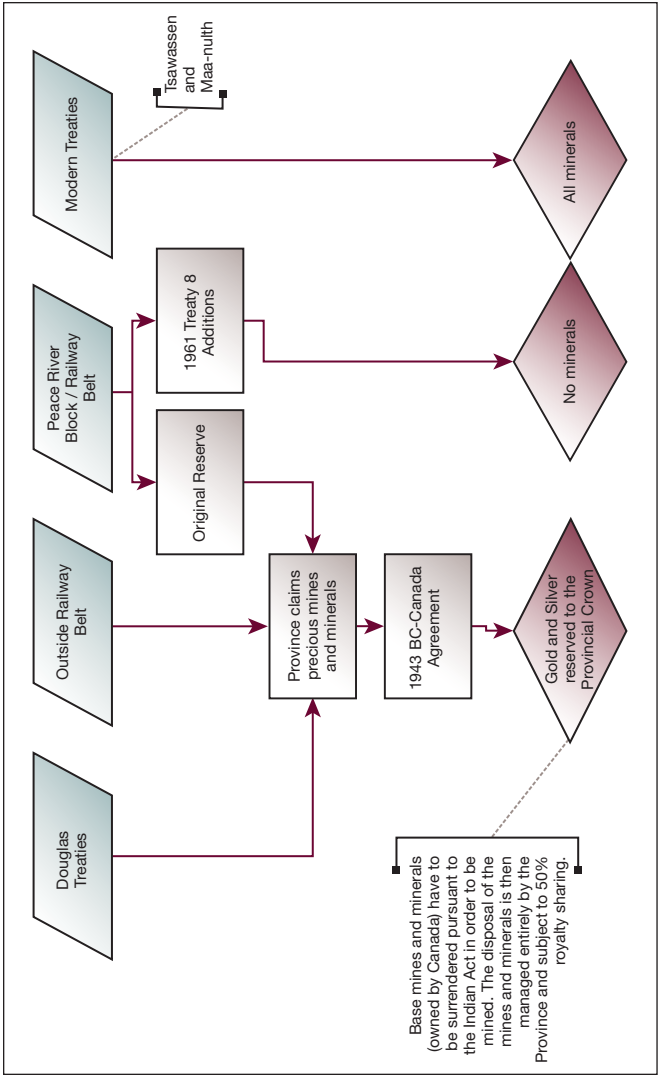 Douglas
Treaties
Outside Railway
Belt
Peace River
Block / Railway
Belt
Modern Treaties
Tsawassen
and
Maa-nulth
Original Reserve
1961 Treaty 8
Additions
Province claims
precious mines
and minerals
1943 BC-Canada
Agreement
Base mines and minerals
(owned by Canada) have to
be surrendered pursuant to
the Indian Act in order to be
mined. The disposal of the
mines and minerals is then
managed entirely by the
Province and subject to 50%
royalty sharing.
Gold and Silver
reserved to the
Provincial Crown
No minerals
All minerals